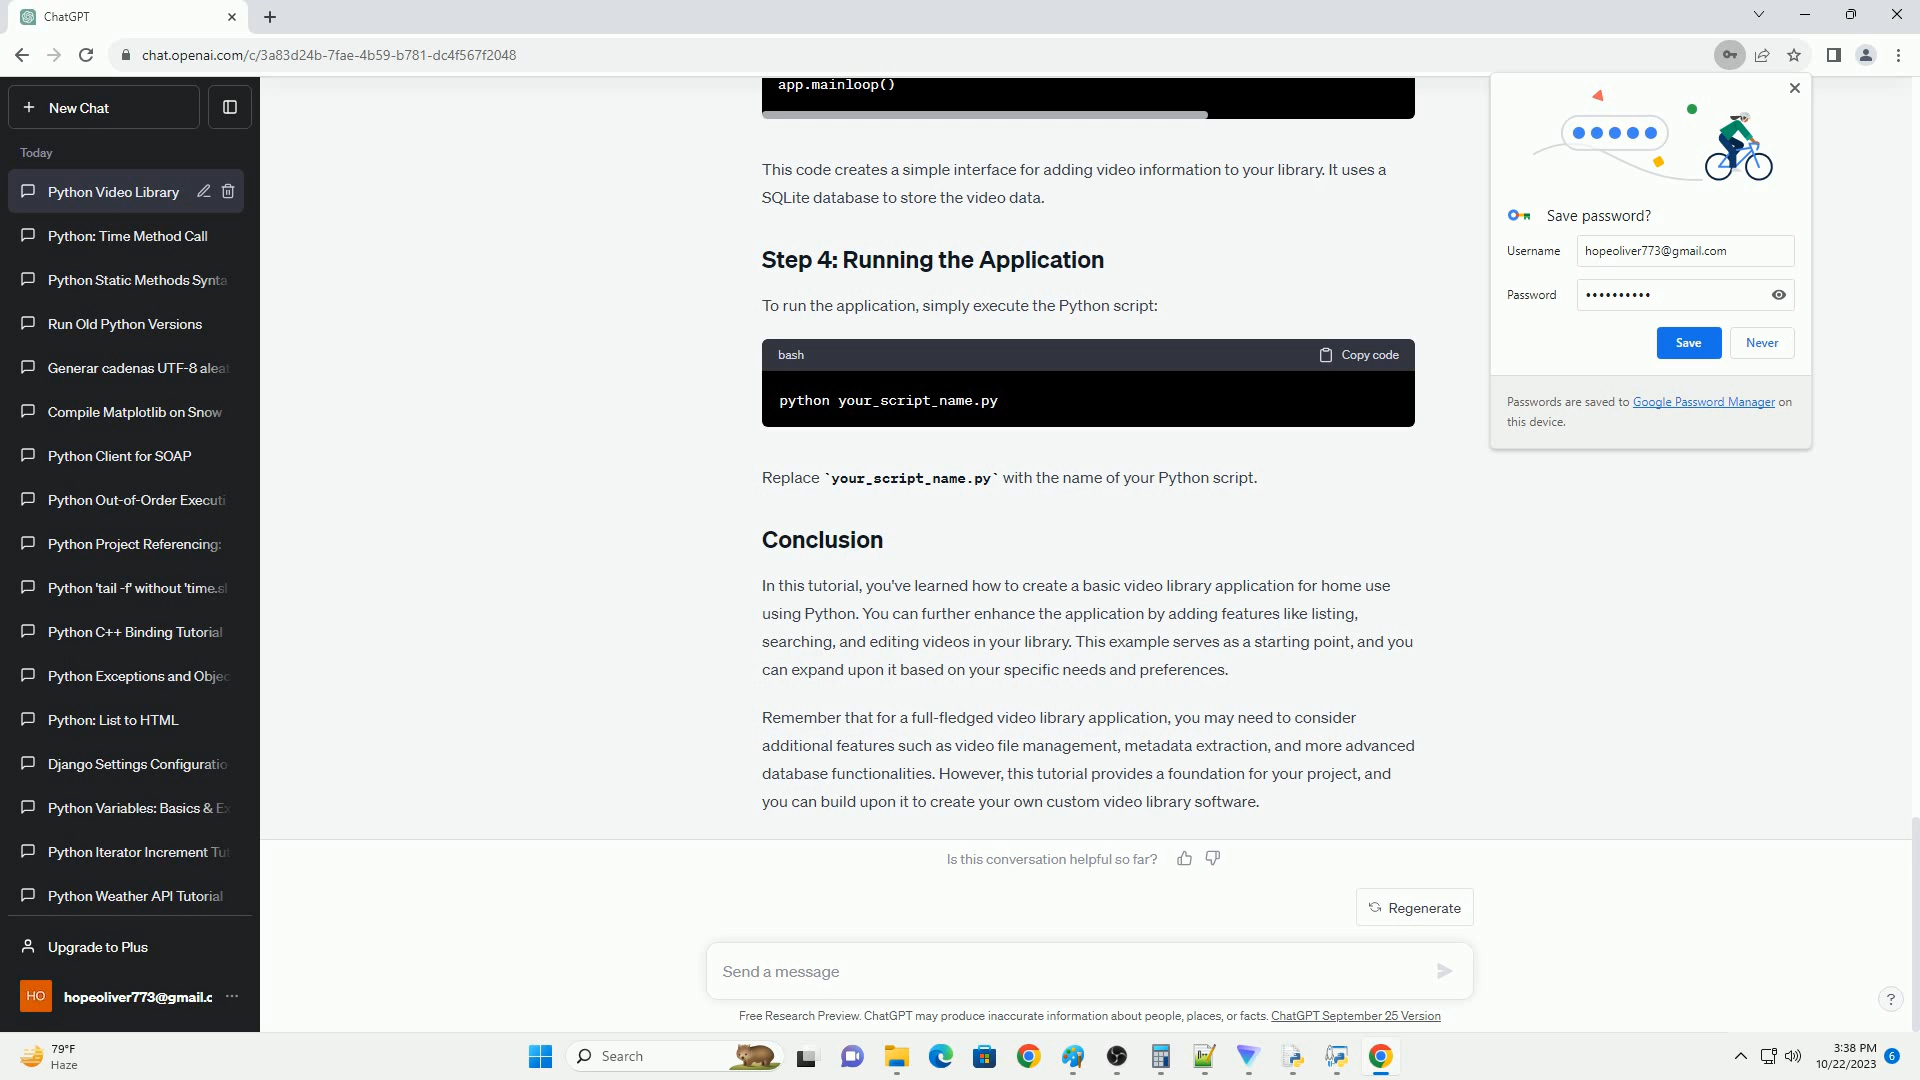 ChatGPT
chat.openai.com/c/3a83d24b-7fae-4b59-b781-dc4f567f2048
New Chat
Today
Python Video Library
Python: Time Method Call
Python Static Methods Synta
Run Old Python Versions
Generar cadenas UTF-8 alea
Compile Matplotlib on Snow
Python Client for SOAP
Python Out-of-Order Executi
Python Project Referencing:
Python 'tail -f' without 'time.sl
Python C++ Binding Tutorial
Python Exceptions and Objec
Python: List to HTML
Django Settings Configuratio
Python Variables: Basics & Ex
Python Iterator Increment Tut
Python Weather API Tutorial
Upgrade to Plus
HO
hopeoliver773@gmail.c
app.mainloop()
This code creates a simple interface for adding video information to your library. It uses a
SQLite database to store the video data.
Step 4: Running the Application
To run the application, simply execute the Python script:
bash
Copy code
python your_script_name.py
Replace `your_script_name.py` with the name of your Python script.
Conclusion
In this tutorial, you've learned how to create a basic video library application for home use
using Python. You can further enhance the application by adding features like listing,
searching, and editing videos in your library. This example serves as a starting point, and you
can expand upon it based on your specific needs and preferences.
Remember that for a full-fledged video library application, you may need to consider
additional features such as video file management, metadata extraction, and more advanced
database functionalities. However, this tutorial provides a foundation for your project, and
you can build upon it to create your own custom video library software.
Is this conversation helpful so far?
Regenerate
Send a message
Free Research Preview. ChatGPT may produce inaccurate information about people, places, or facts. ChatGPT September 25 Version
?
Save password?
Username
hopeoliver773@gmail.com
Password
••••••••••
Save
Never
Passwords are saved to Google Password Manager on
this device.
79°F
Haze
Search
3:38 PM
10/22/2023
6